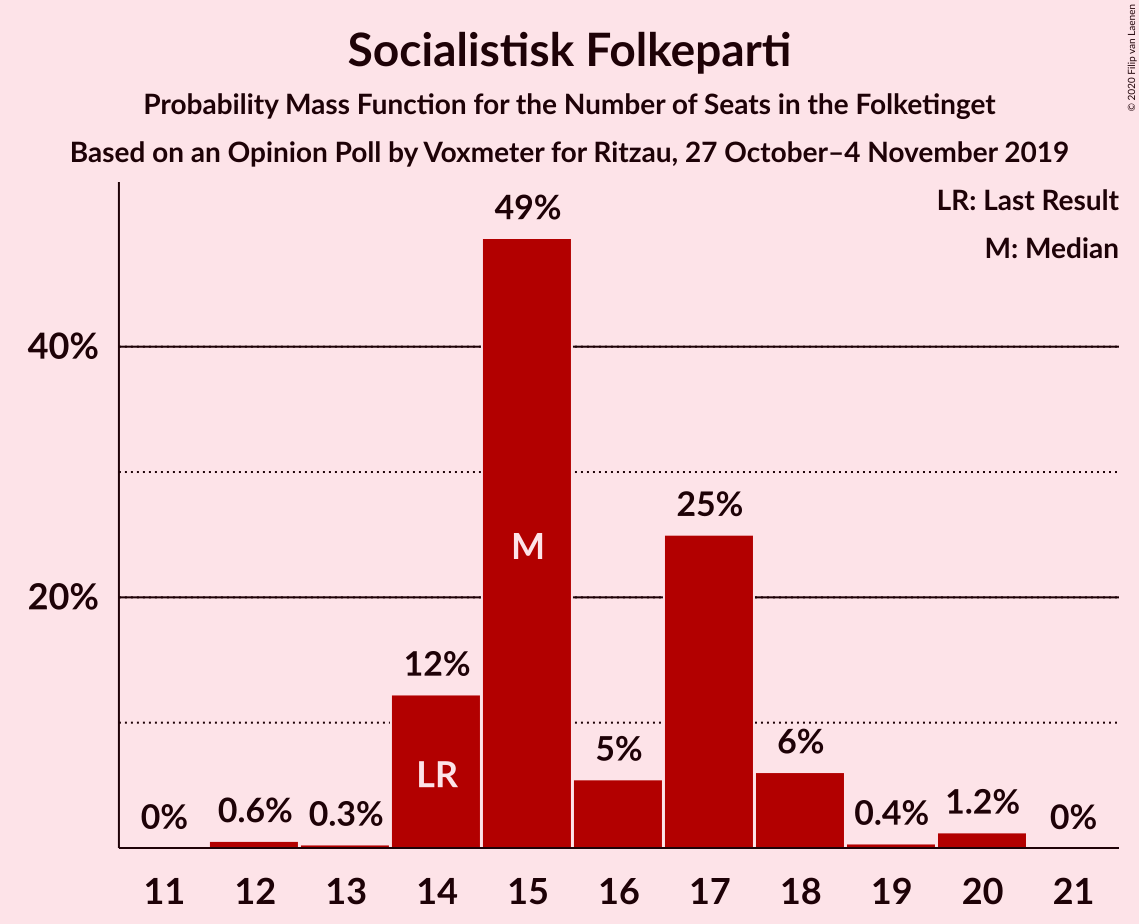 Socialistisk Folkeparti
Probability Mass Function for the Number of Seats in the Folketinget
Based on an Opinion Poll by Voxmeter for Ritzau, 27 October–4 November 2019
© 2020 Filip van Laenen
LR: Last Result
M: Median
40%
20%
0%
0.6%
0.3%
12%
49%
5%
25%
6%
0.4%
1.2%
0%
LR
M
11 12 13 14 15 16 17 18 19 20 21